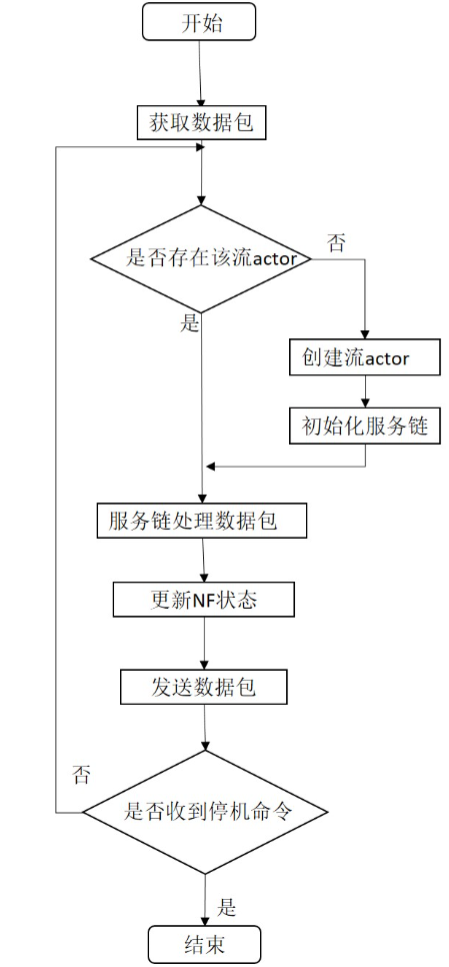 开始
获取数据包
是否存在该流actor
否
是
创建流actor
初始化服务链
服务链处理数据包
更新NF状态
发送数据包
否
是否收到停机命令
是
结束